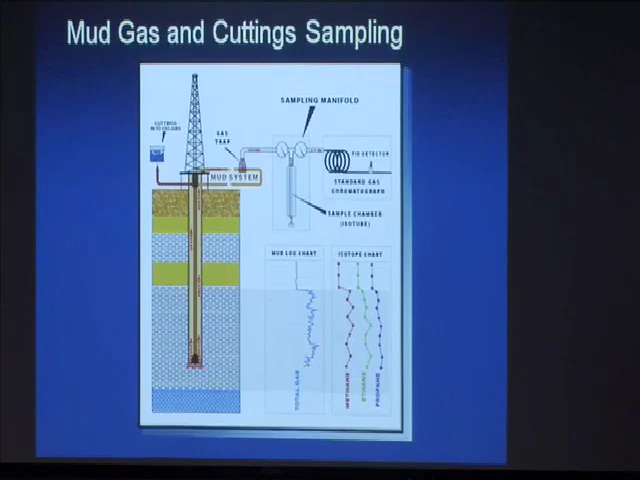 Mud Gas and Cuttings Sampling
SAMPLING MANIFOLD
CUTTINGS
GAS
TRAP
MUD SYSTEM
FID DETECTOR
STANDARD GAS
CHROMATOGRAPH
SAMPLE CHAMBER
(ISOTUBE)
MUD LOG CHART
ISOTOPE CHART
TOTAL GAS
METHANE
ETHANE
PROPANE